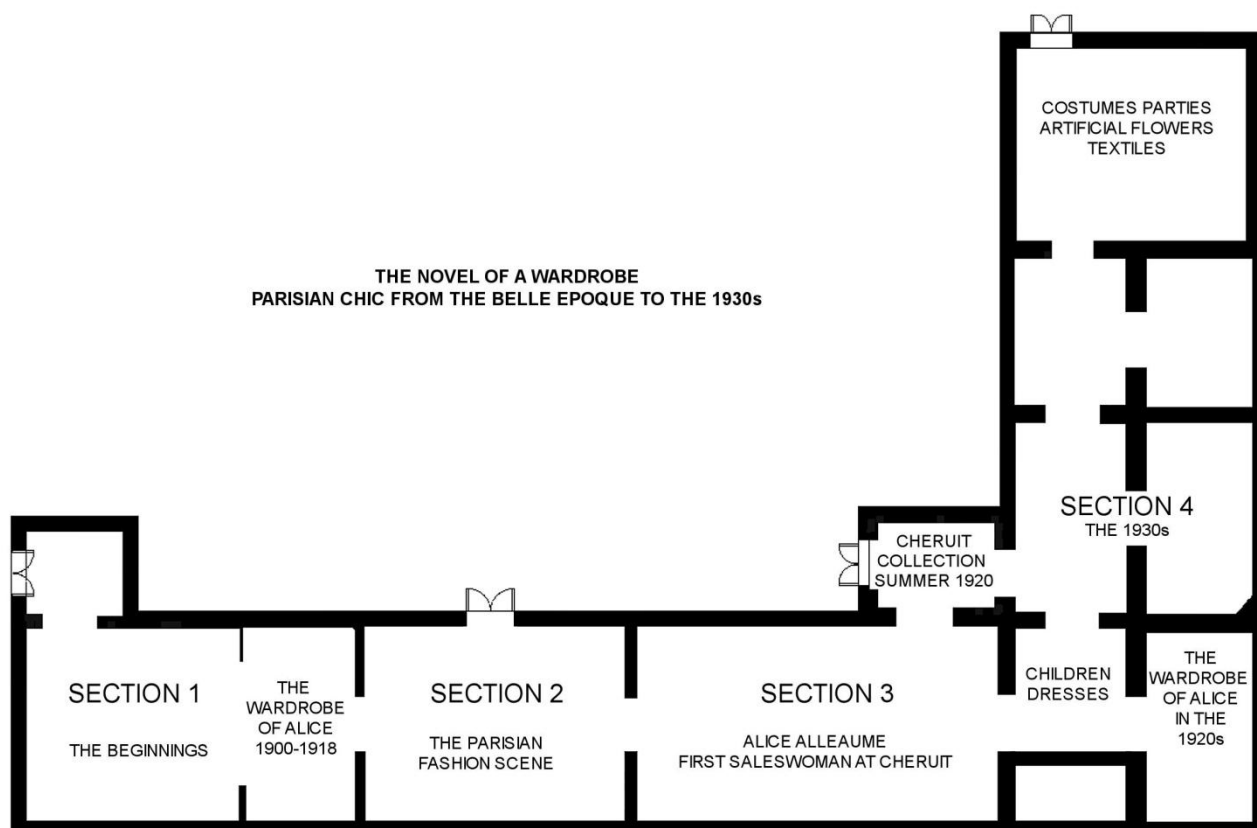 THE NOVEL OF A WARDROBE
PARISIAN CHIC FROM THE BELLE EPOQUE TO THE 1930s
COSTUMES PARTIES
ARTIFICIAL FLOWERS
TEXTILES
SECTION 4
THE 1930s
CHERUIT
COLLECTION
SUMMER 1920
SECTION 1
THE BEGINNINGS
THE
WARDROBE
OF ALICE
1900-1918
SECTION 2
THE PARISIAN
FASHION SCENE
SECTION 3
ALICE ALLEAUME
FIRST SALESWOMAN AT CHERUIT
CHILDREN
DRESSES
THE
WARDROBE
OF ALICE
IN THE
1920s